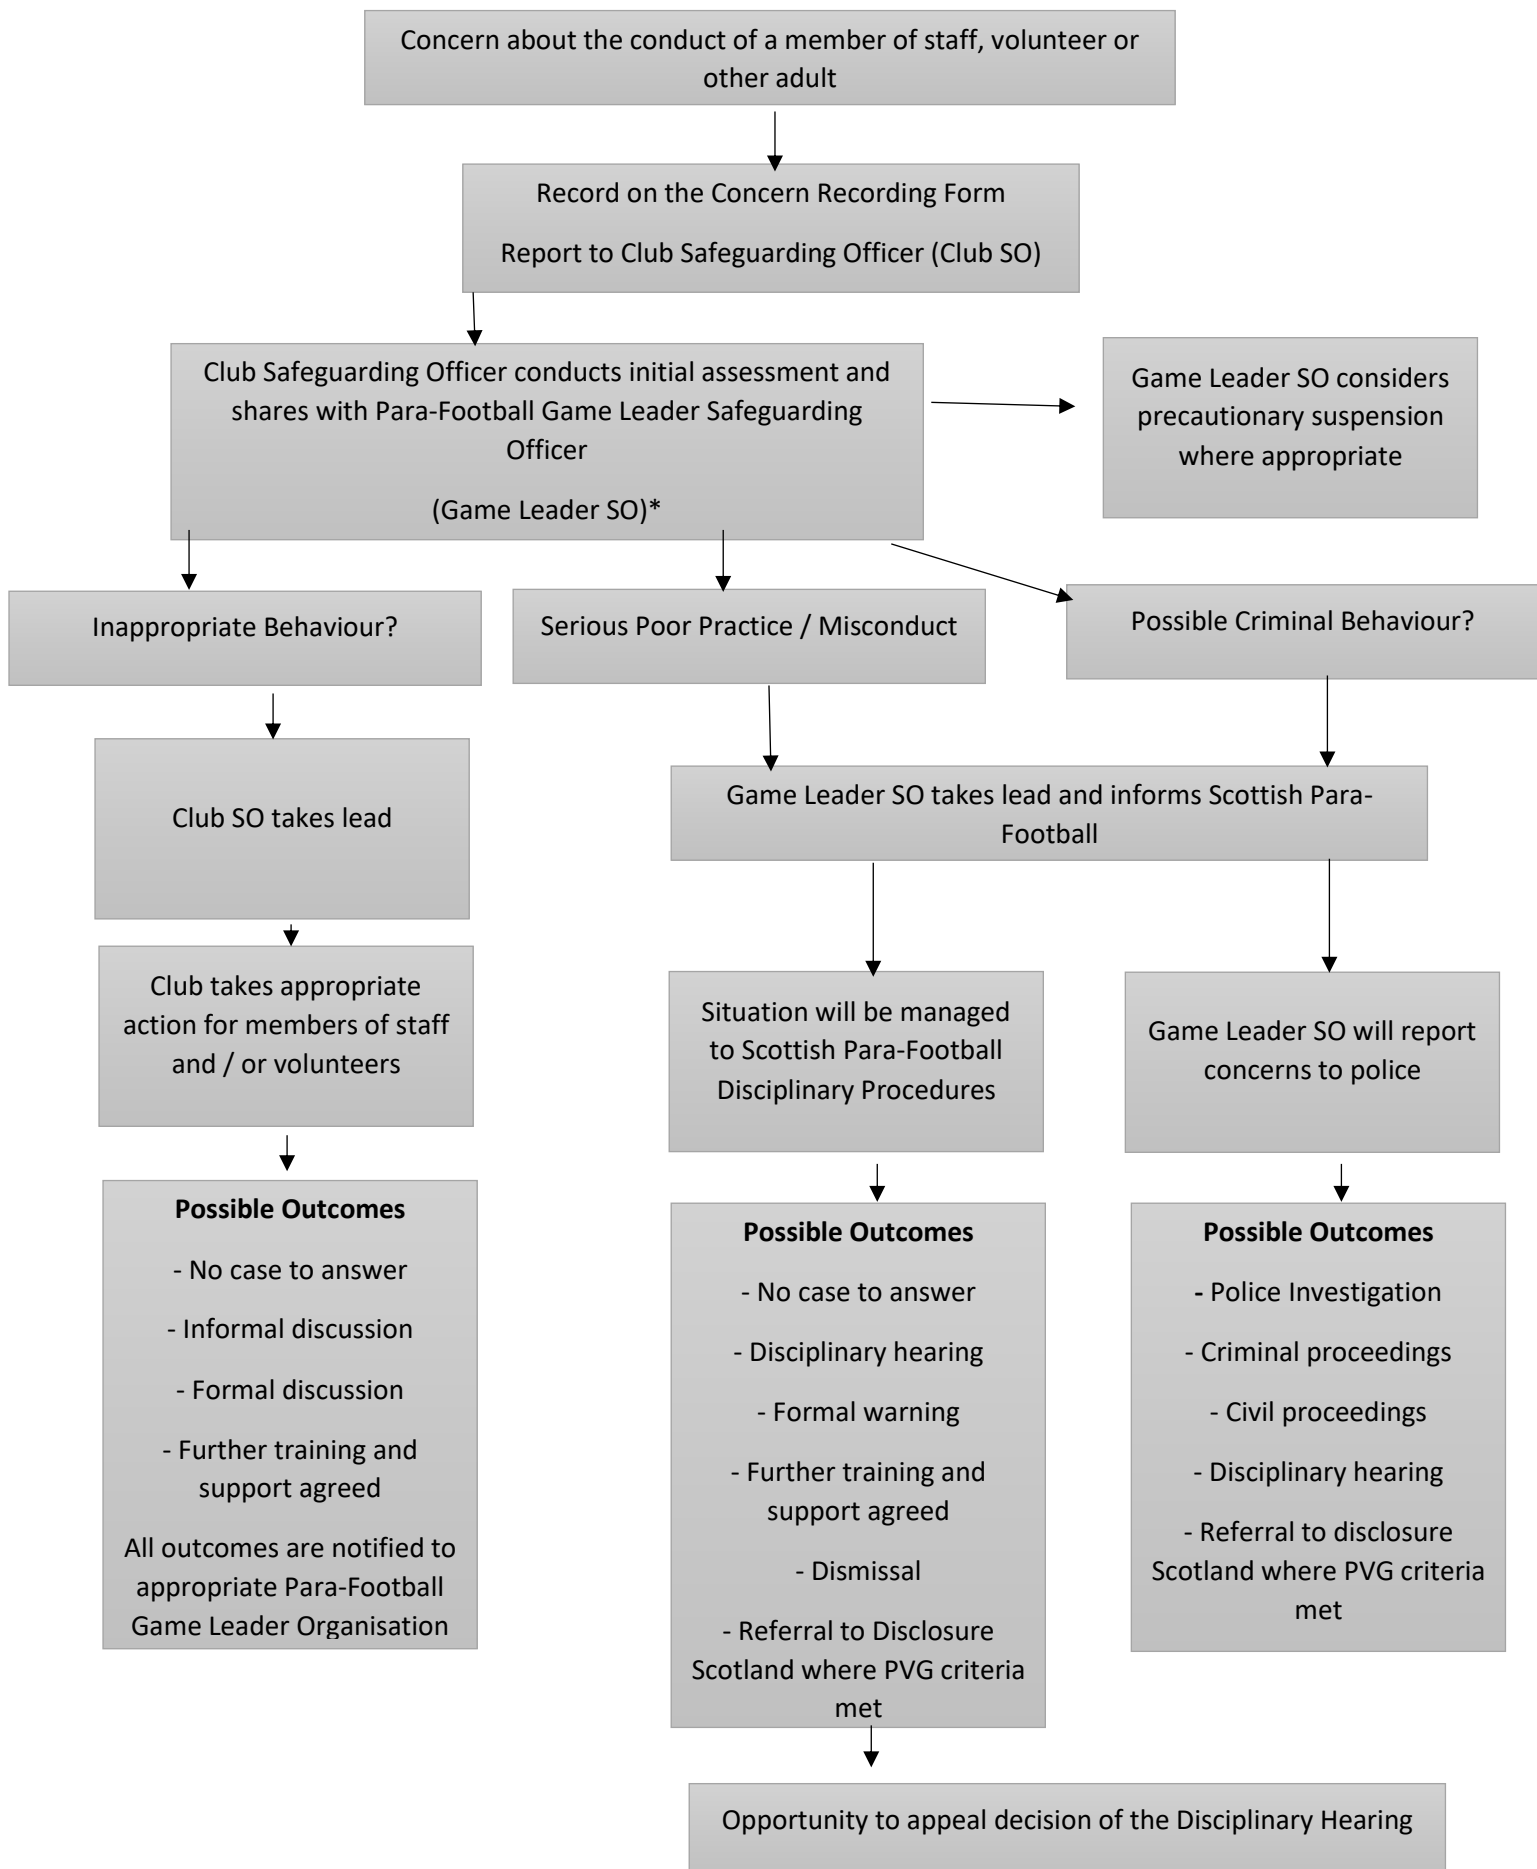 Concern about the conduct of a member of staff, volunteer or
other adult
Record on the Concern Recording Form
Report to Club Safeguarding Officer (Club SO)
Club Safeguarding Officer conducts initial assessment and
shares with Para-Football Game Leader Safeguarding
Officer
(Game Leader SO)*
Game Leader SO considers
precautionary suspension
where appropriate
Inappropriate Behaviour?
Serious Poor Practice / Misconduct
Possible Criminal Behaviour?
Club SO takes lead
Game Leader SO takes lead and informs Scottish Para-
Football
Club takes appropriate
action for members of staff
and / or volunteers
Situation will be managed
to Scottish Para-Football
Disciplinary Procedures
Game Leader SO will report
concerns to police
Possible Outcomes
- No case to answer
- Informal discussion
- Formal discussion
- Further training and
support agreed
All outcomes are notified to
appropriate Para-Football
Game Leader Organisation
Possible Outcomes
- No case to answer
- Disciplinary hearing
- Formal warning
- Further training and
support agreed
- Dismissal
- Referral to Disclosure
Scotland where PVG criteria
met
Possible Outcomes
- Police Investigation
- Criminal proceedings
- Civil proceedings
- Disciplinary hearing
- Referral to disclosure
Scotland where PVG criteria
met
Opportunity to appeal decision of the Disciplinary Hearing